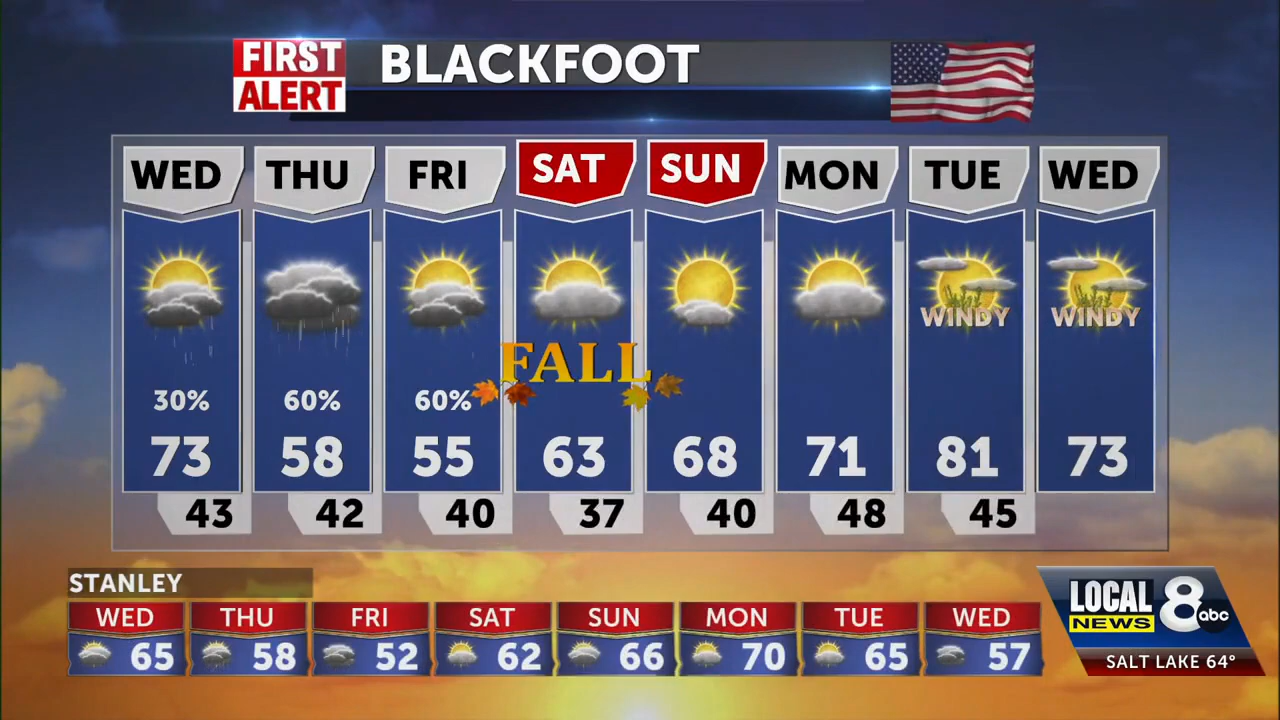 FIRST
ALERT
BLACKFOOT
WED THU FRI SAT SUN MON TUE WED
WINDY WINDY
FALL
30% 60% 60%
73 58 55 63 68 71 81 73
43 42 40 37 40 48 45
STANLEY
WED THU FRI SAT SUN MON TUE WED
65 58 52 62 66 70 65 57
LOCAL
NEWS
8
abc
SALT LAKE 64°